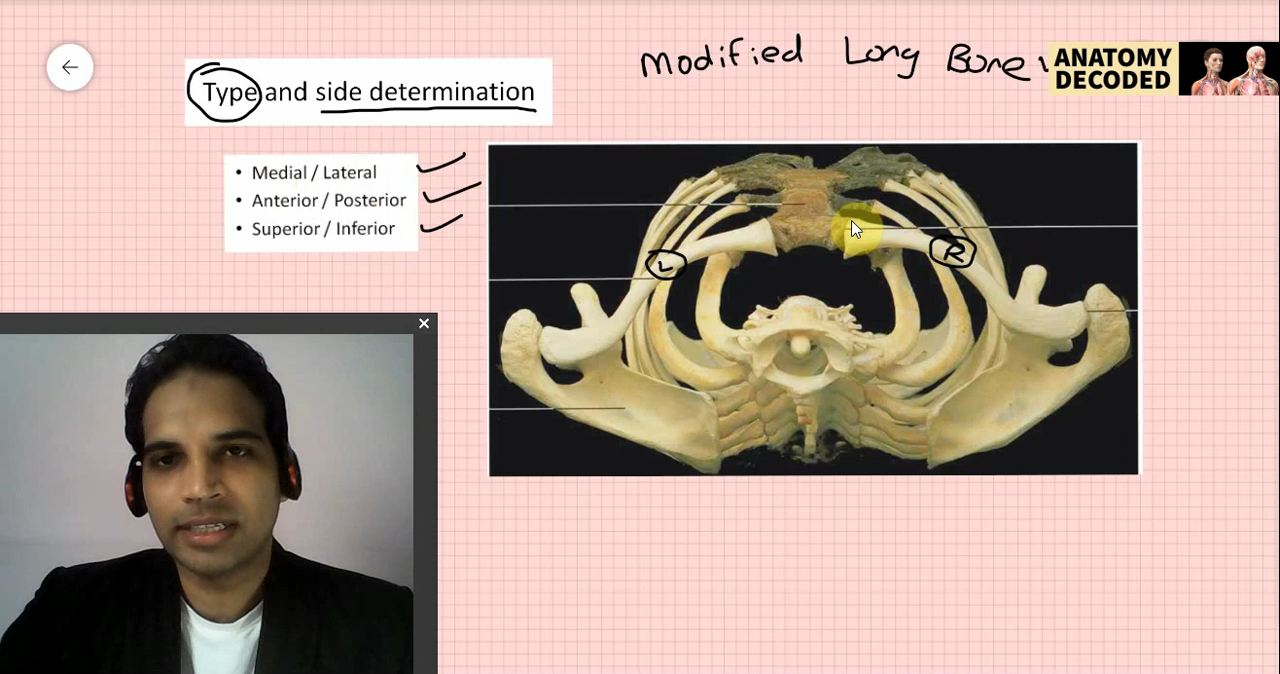 Modified Long Bone
ANATOMY
DECODED
Type and side determination
• Medial / Lateral
• Anterior / Posterior
• Superior / Inferior
L
R